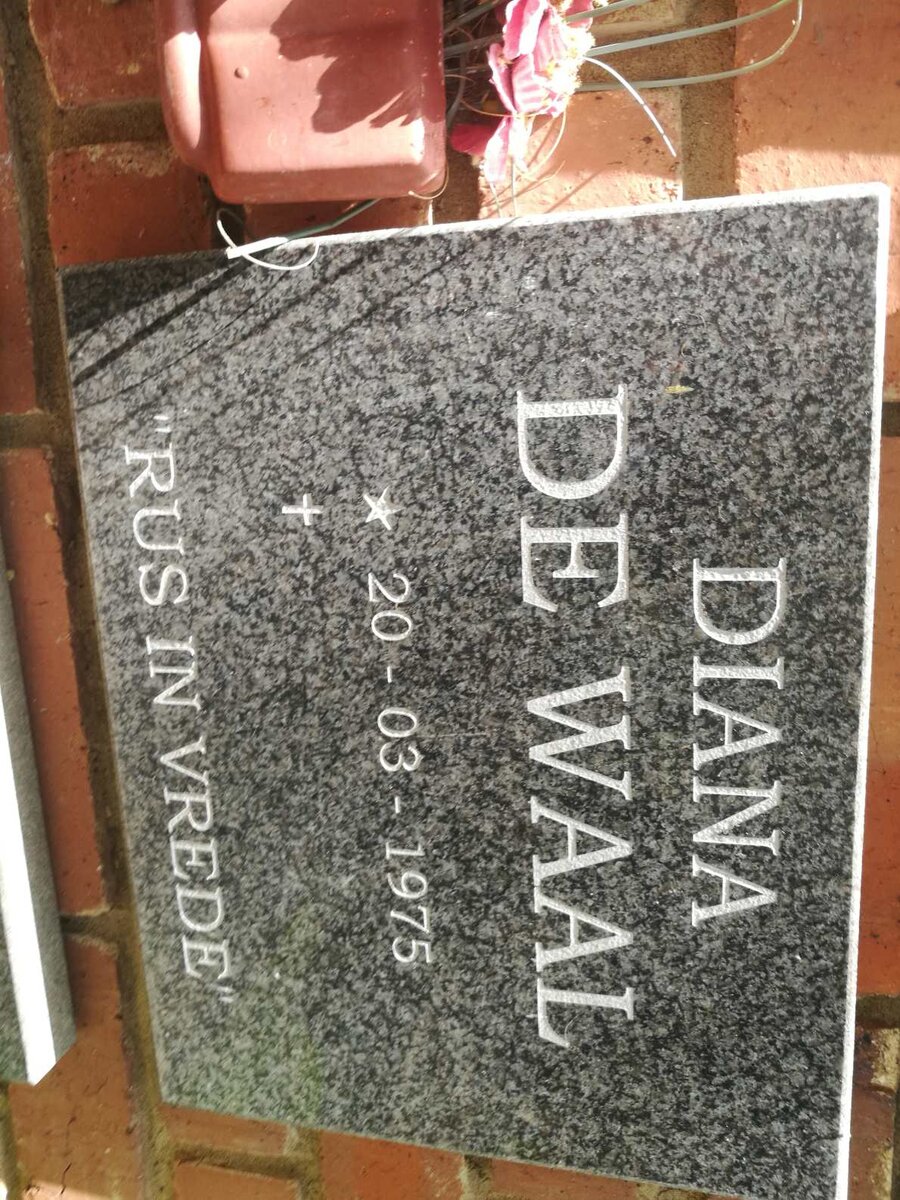 DIANA
DE WAAL
★ 20 - 03 - 1975
✝
"RUS IN VREDE"